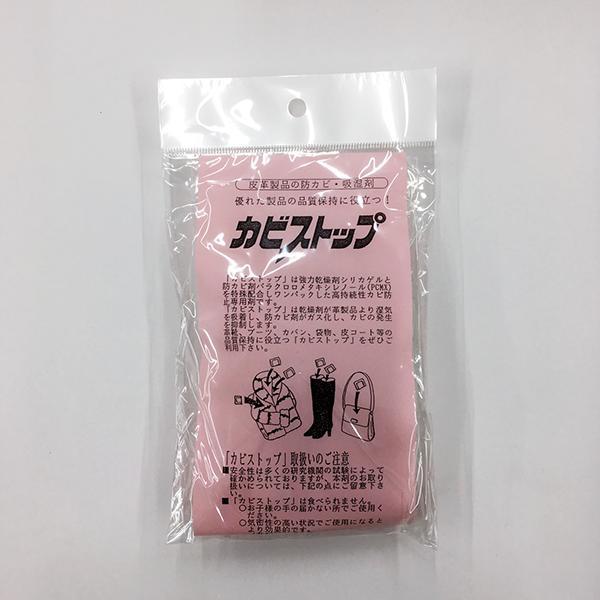 皮革製品の防カビ・吸湿剤
優れた製品の品質保持に役立つ!
カビストップ
「カビストップ」は強力乾燥剤シリカゲルと
防カビ剤パラクロロメタキシレノール(PCMX)
を特殊配合しワンパックした高持続性カビ防
止専用剤です。
「カビストップ」は乾燥剤が革製品より湿気
を吸着し、防カビ剤がガス化し、カビの発生
を抑制します。
革靴、ブーツ、カバン、袋物、皮コート等の
品質保持に役立つ「カビストップ」をぜひご
利用下さい。
「カビストップ」取扱いのご注意
■安全性は多くの研究機関の試験によって
確かめられておりますが、本剤のお取り
扱いについては、下記の点にご留意下さ
い。
■「カビストップ」は食べられません。
○お子様の手の届かない所でご使用く
ださい。
○気密性の高い状況でご使用になると
より効果的です。